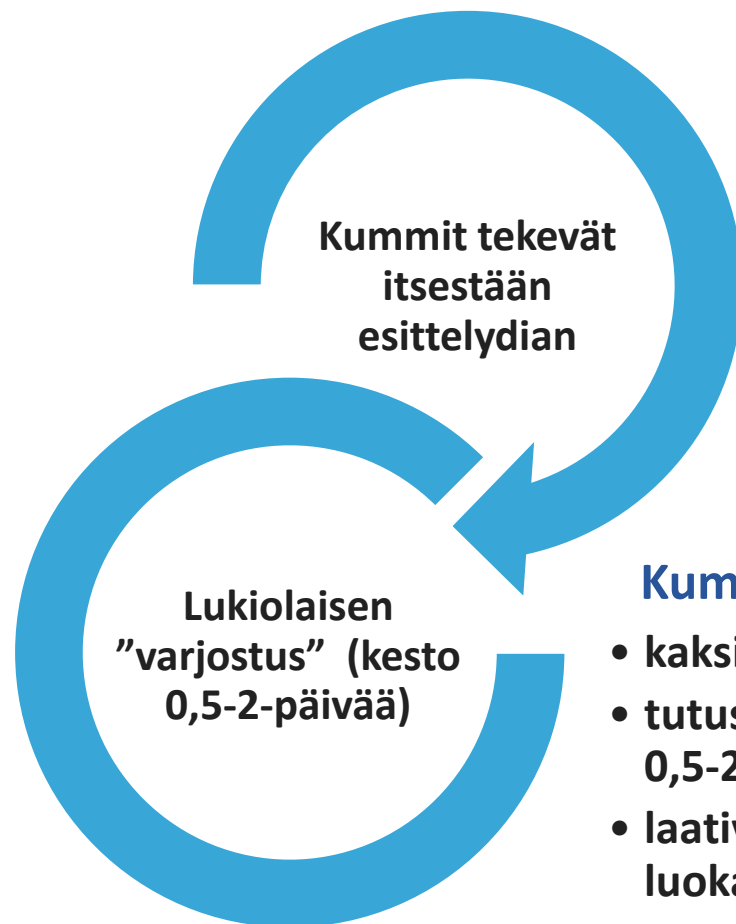 Kummit tekevät
itsestään
esittelydian
Lukiolaisen
”varjostus” (kesto
0,5-2-päivää)
Kum
• kaksi
• tutus
0,5-2
• laativ
luoka